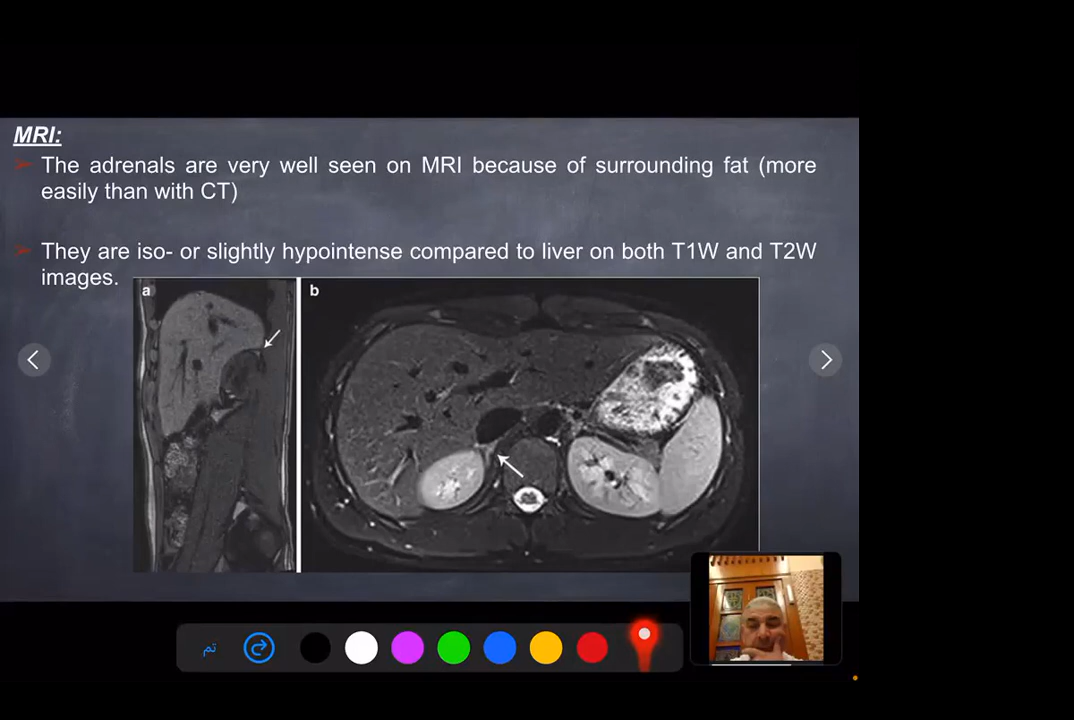 MRI:
The adrenals are very well seen on MRI because of surrounding fat (more
easily than with CT)
They are iso- or slightly hypointense compared to liver on both T1W and T2W
images.
a
b
تم